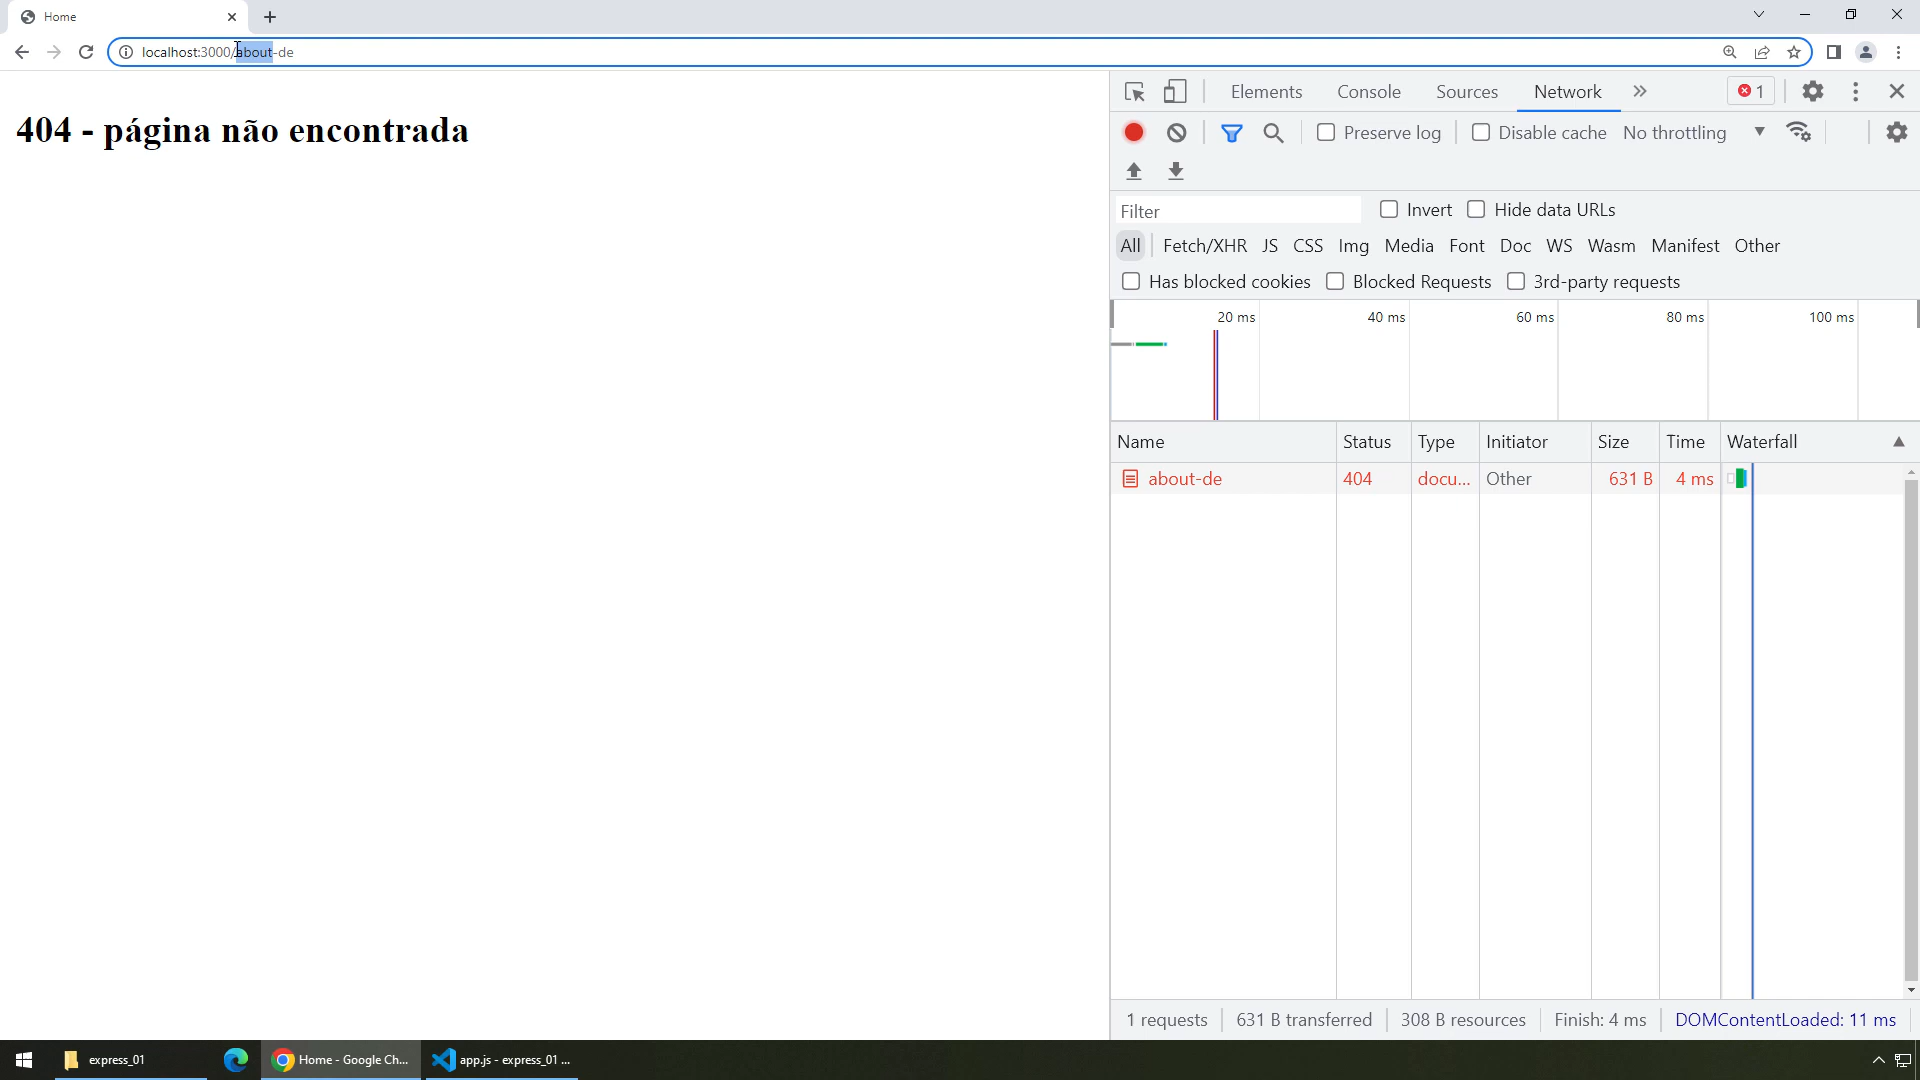 Home
localhost:3000/about-de
404 - página não encontrada
Elements Console Sources Network 1
Preserve log Disable cache No throttling
Filter Invert Hide data URLs
All Fetch/XHR JS CSS Img Media Font Doc WS Wasm Manifest Other
Has blocked cookies Blocked Requests 3rd-party requests
20 ms 40 ms 60 ms 80 ms 100 ms
Name Status Type Initiator Size Time Waterfall
about-de 404 docu... Other 631 B 4 ms
1 requests 631 B transferred 308 B resources Finish: 4 ms DOMContentLoaded: 11 ms
express_01 Home - Google Ch... app.js - express_01 ...